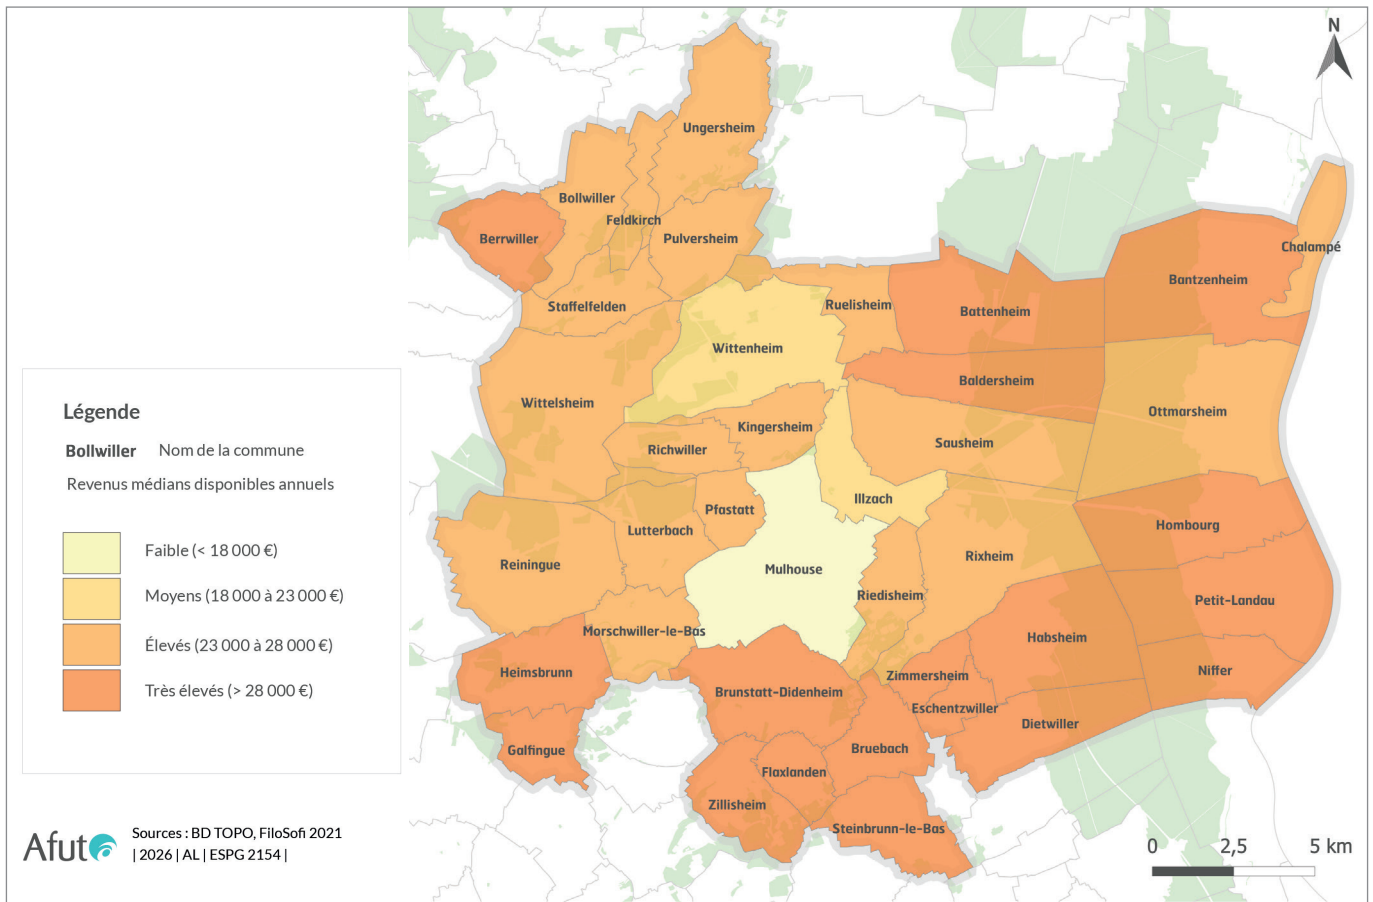 N
Ungersheim
Bollwiller
Feldkirch
Berrwiller
Pulversheim
Chalampé
Bantzenheim
Staffelfelden
Ruelisheim
Battenheim
Wittenheim
Baldersheim
Wittelsheim
Ottmarsheim
Kingersheim
Sausheim
Richwiller
Illzach
Pfastatt
Hombourg
Lutterbach
Rixheim
Reiningue
Mulhouse
Riedisheim
Petit-Landau
Morschwiller-le-Bas
Habsheim
Heimsbrunn
Zimmersheim
Niffer
Brunstatt-Didenheim
Eschentzwiller
Dietwiller
Galfingue
Bruebach
Flaxlanden
Zillisheim
Steinbrunn-le-Bas
Légende
Bollwiller Nom de la commune
Revenus médians disponibles annuels
Faible (< 18 000 €)
Moyens (18 000 à 23 000 €)
Élevés (23 000 à 28 000 €)
Très élevés (> 28 000 €)
Afut
Sources : BD TOPO, FiloSofi 2021
| 2026 | AL | ESPG 2154 |
0 2,5 5 km